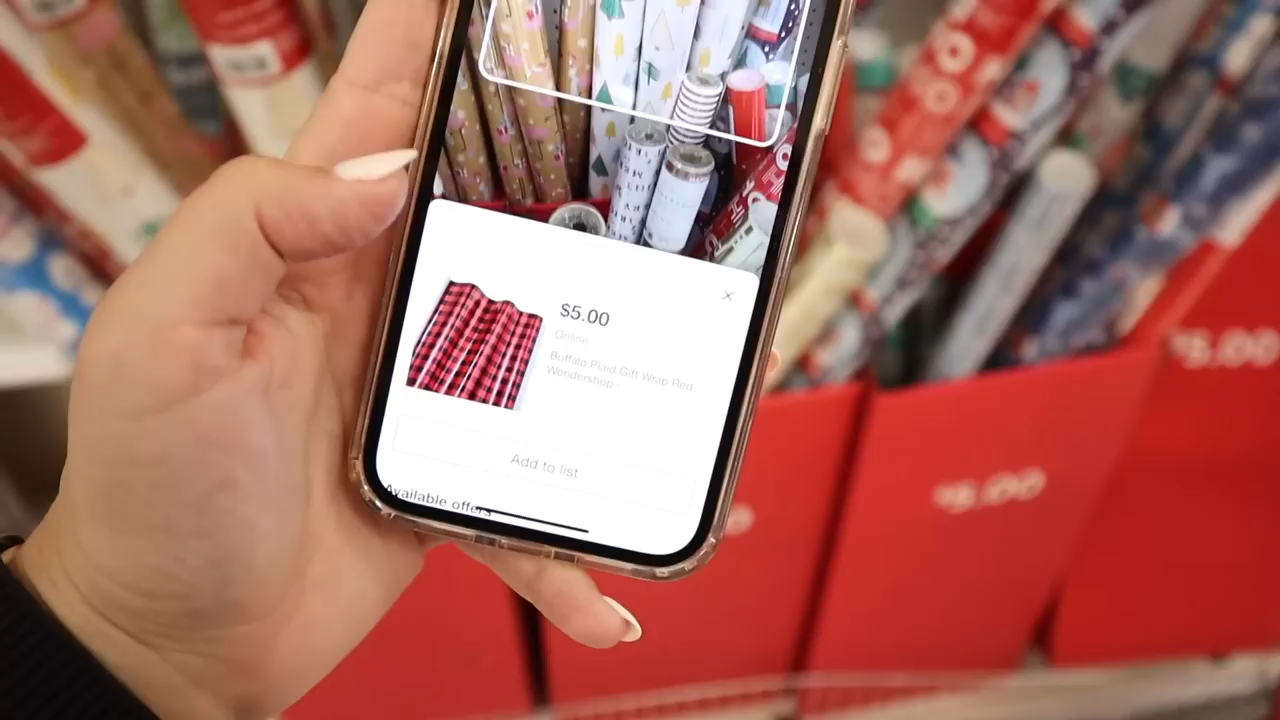 $5.00
Online
Buffalo Plaid Gift Wrap Red -
Wondershop -
Add to list
Available offers
$5.00
$5.00